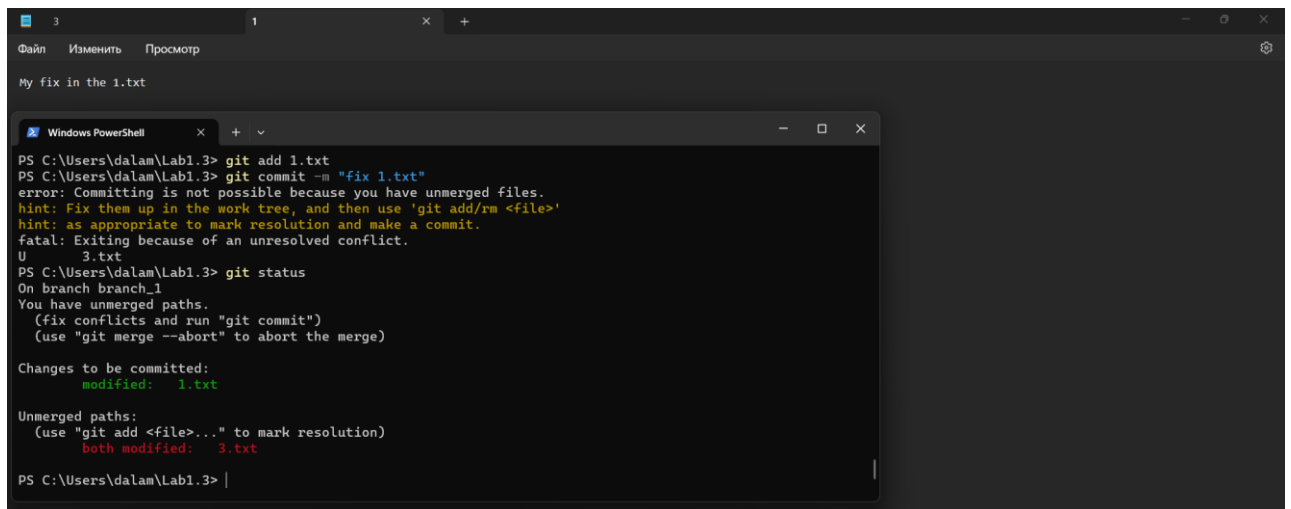 3
1
Файл Изменить Просмотр
My fix in the 1.txt
Windows PowerShell
PS C:\Users\dalam\Lab1.3> git add 1.txt
PS C:\Users\dalam\Lab1.3> git commit -m "fix 1.txt"
error: Committing is not possible because you have unmerged files.
hint: Fix them up in the work tree, and then use 'git add/rm <file>'
hint: as appropriate to mark resolution and make a commit.
fatal: Exiting because of an unresolved conflict.
U       3.txt
PS C:\Users\dalam\Lab1.3> git status
On branch branch_1
You have unmerged paths.
  (fix conflicts and run "git commit")
  (use "git merge --abort" to abort the merge)
Changes to be committed:
        modified:   1.txt
Unmerged paths:
  (use "git add <file>..." to mark resolution)
        both modified:   3.txt
PS C:\Users\dalam\Lab1.3>